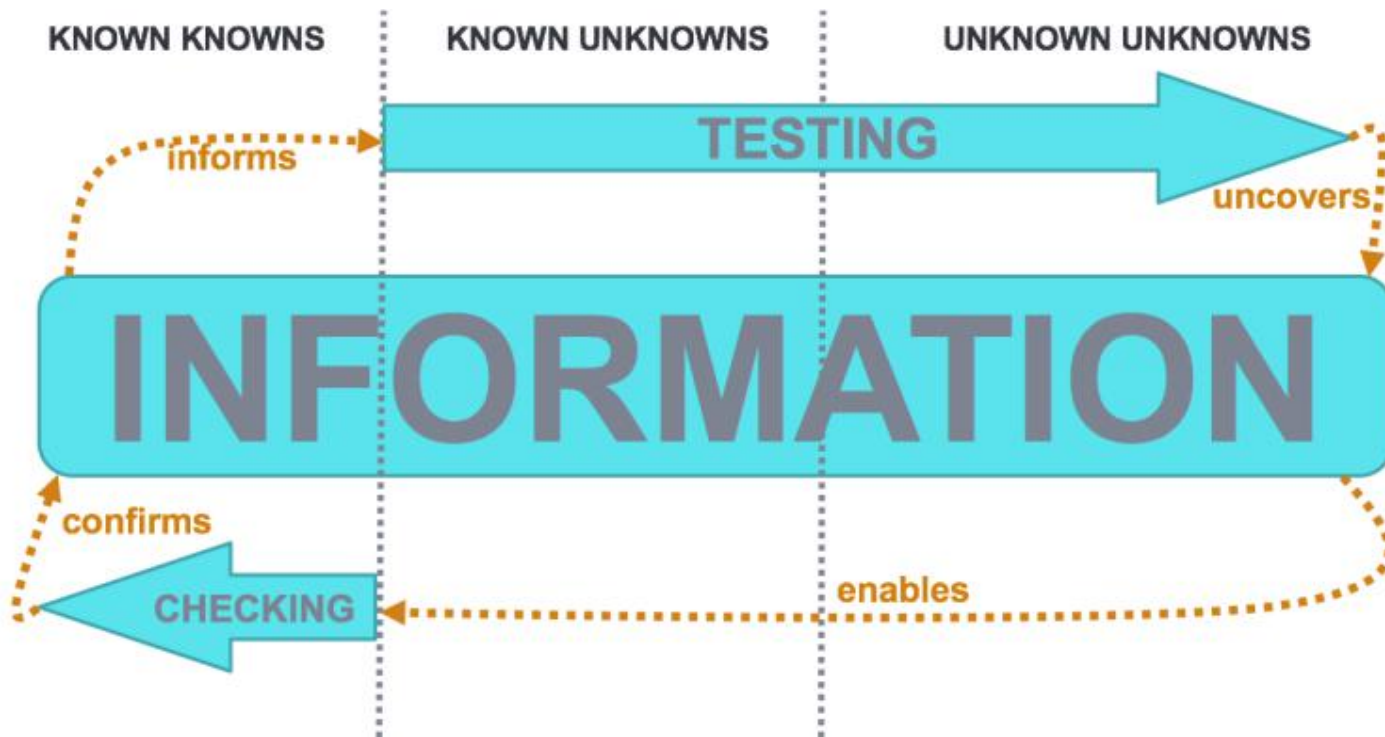 KNOWN KNOWNS
KNOWN UNKNOWNS
UNKNOWN UNKNOWNS
TESTING
informs
uncovers
INFORMATION
confirms
enables
CHECKING